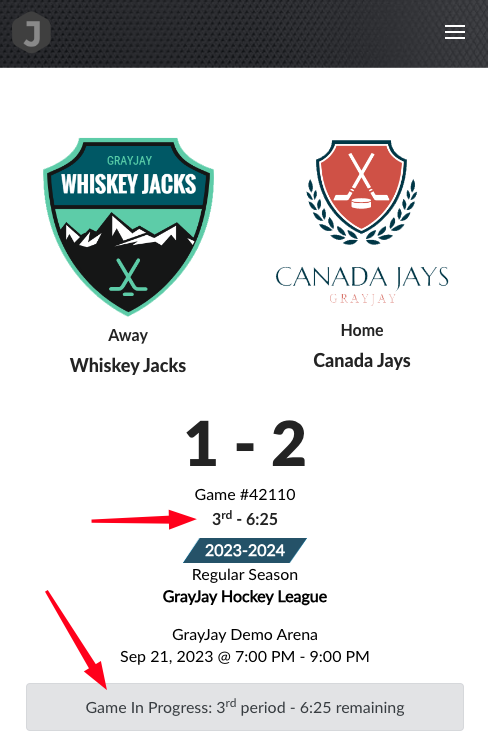 J
GRAYJAY
WHISKEY JACKS
CANADA JAYS
GRAYJAY
Away
Whiskey Jacks
Home
Canada Jays
1 - 2
Game #42110
3rd - 6:25
2023-2024
Regular Season
GrayJay Hockey League
GrayJay Demo Arena
Sep 21, 2023 @ 7:00 PM - 9:00 PM
Game In Progress: 3rd period - 6:25 remaining